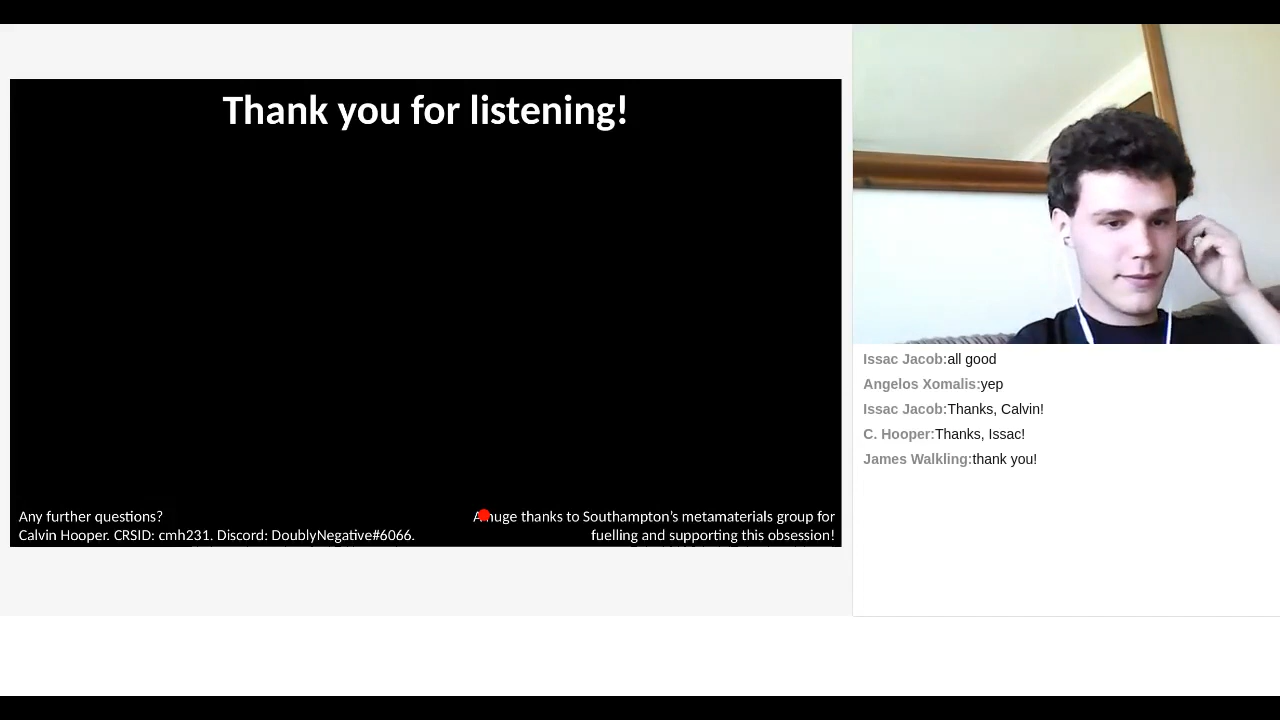 Thank you for listening!
Any further questions?
Calvin Hooper. CRSID: cmh231. Discord: DoublyNegative#6066.
A huge thanks to Southampton's metamaterials group for
fuelling and supporting this obsession!
Issac Jacob:all good
Angelos Xomalis:yep
Issac Jacob:Thanks, Calvin!
C. Hooper:Thanks, Issac!
James Walkling:thank you!